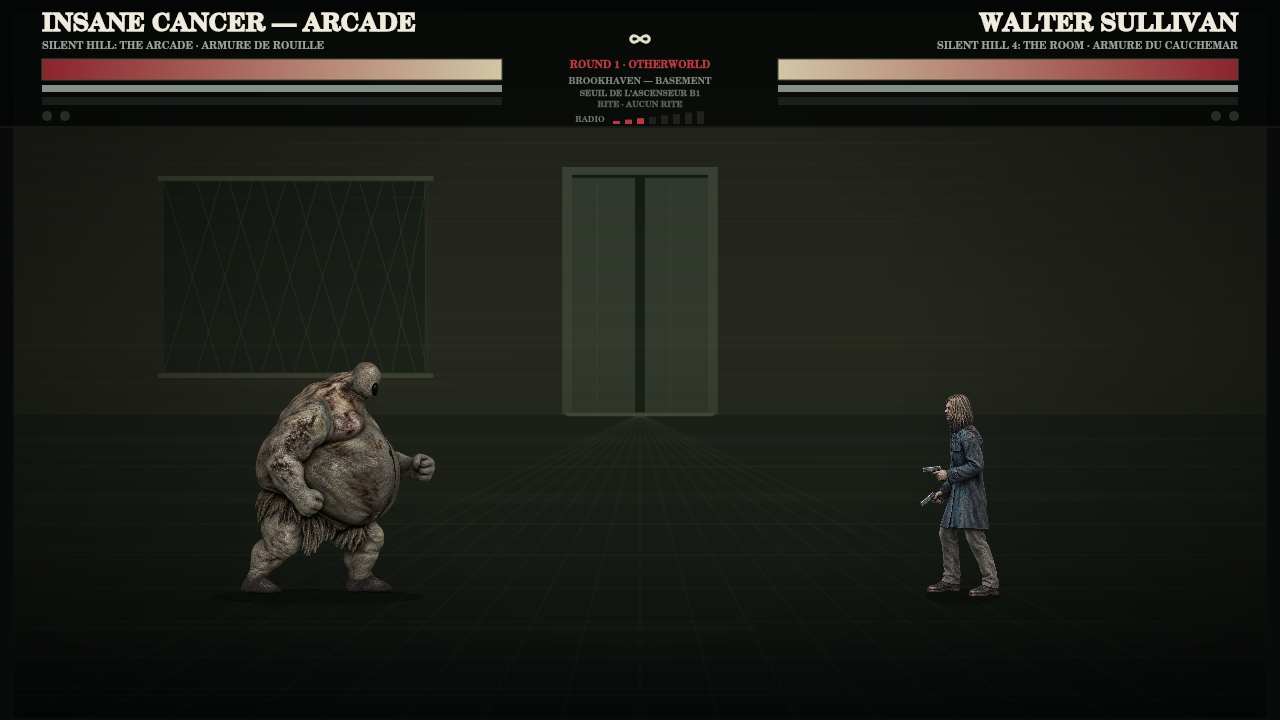 INSANE CANCER — ARCADE
SILENT HILL: THE ARCADE · ARMURE DE ROUILLE
∞
ROUND 1 · OTHERWORLD
BROOKHAVEN — BASEMENT
SEUIL DE L'ASCENSEUR B1
RITE · AUCUN RITE
RADIO
WALTER SULLIVAN
SILENT HILL 4: THE ROOM · ARMURE DU CAUCHEMAR